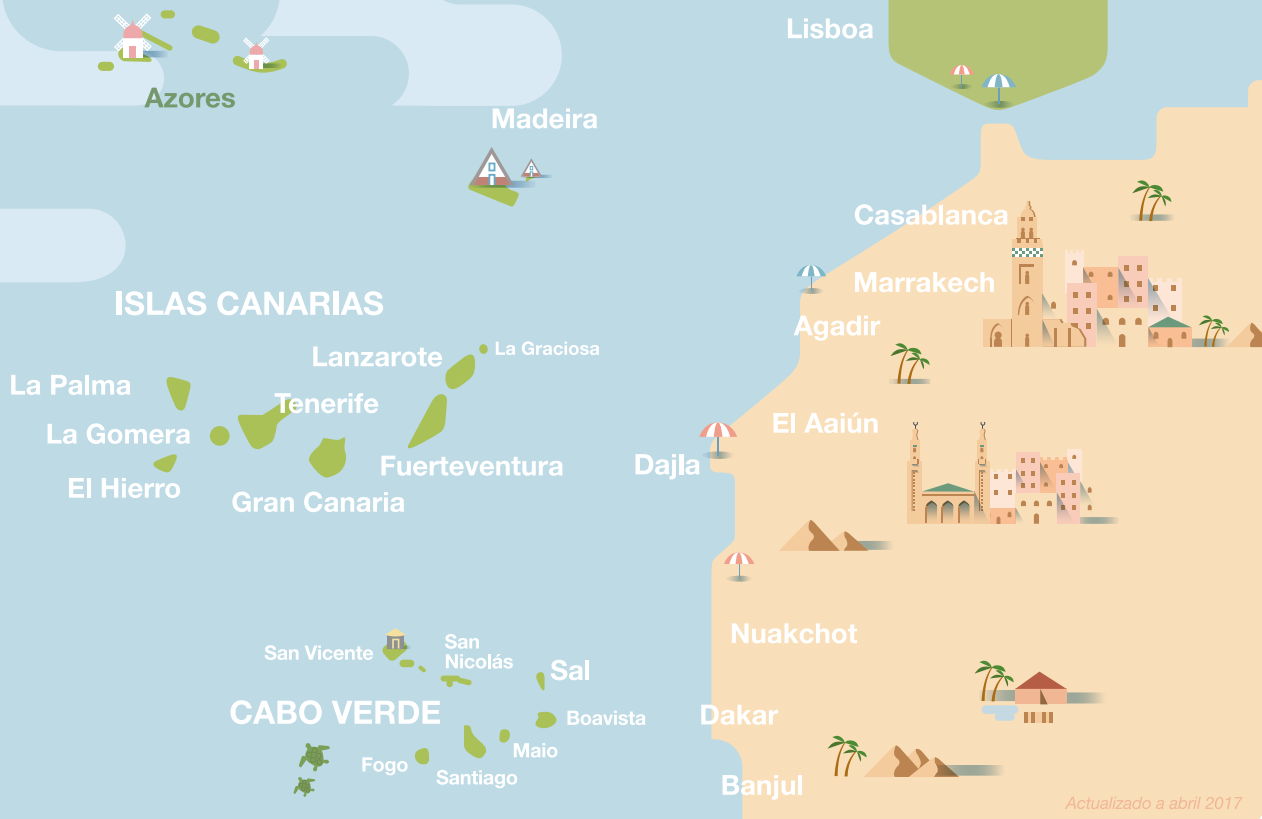 Lisboa
Azores
Madeira
Casablanca
Marrakech
ISLAS CANARIAS
Agadir
Lanzarote
La Graciosa
La Palma
Tenerife
El Aaiún
La Gomera
Fuerteventura
Dajla
El Hierro
Gran Canaria
Nuakchot
San Vicente
San
Nicolás
Sal
CABO VERDE
Boavista
Dakar
Maio
Fogo
Santiago
Banjul
Actualizado a abril 2017